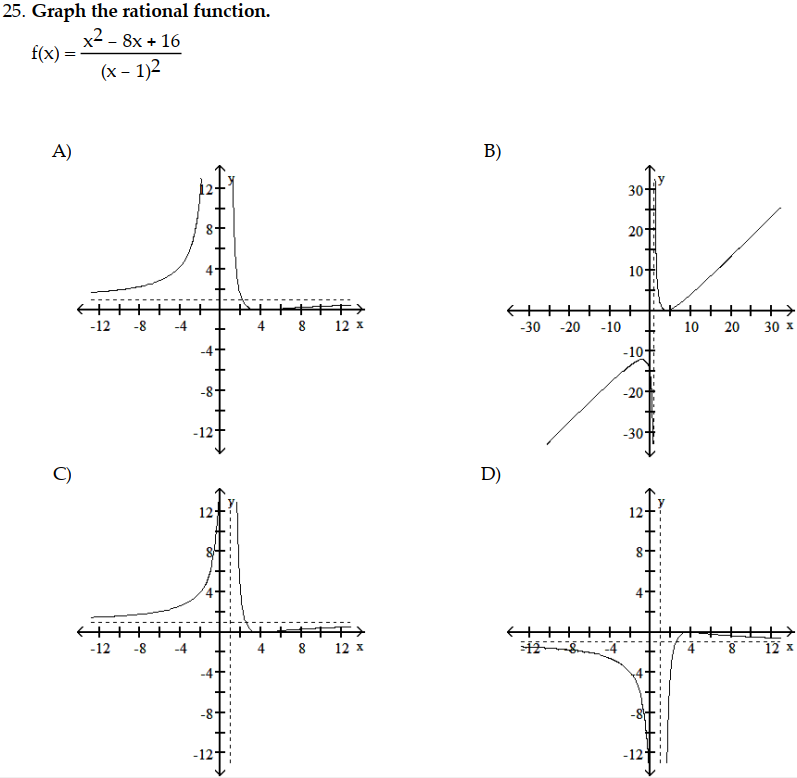 25. Graph the rational function.
f(x) = x² – 8x + 16
(x – 1)²
A)
B)
y
12
8
4
-12 -8 -4 4 8 12 x
-4
-8
-12
y
30
20
10
-30 -20 -10 10 20 30 x
-10
-20
-30
C)
D)
y
12
8
4
-12 -8 -4 4 8 12 x
-4
-8
-12
y
12
8
4
-12 -8 -4 4 8 12 x
-4
-8
-12